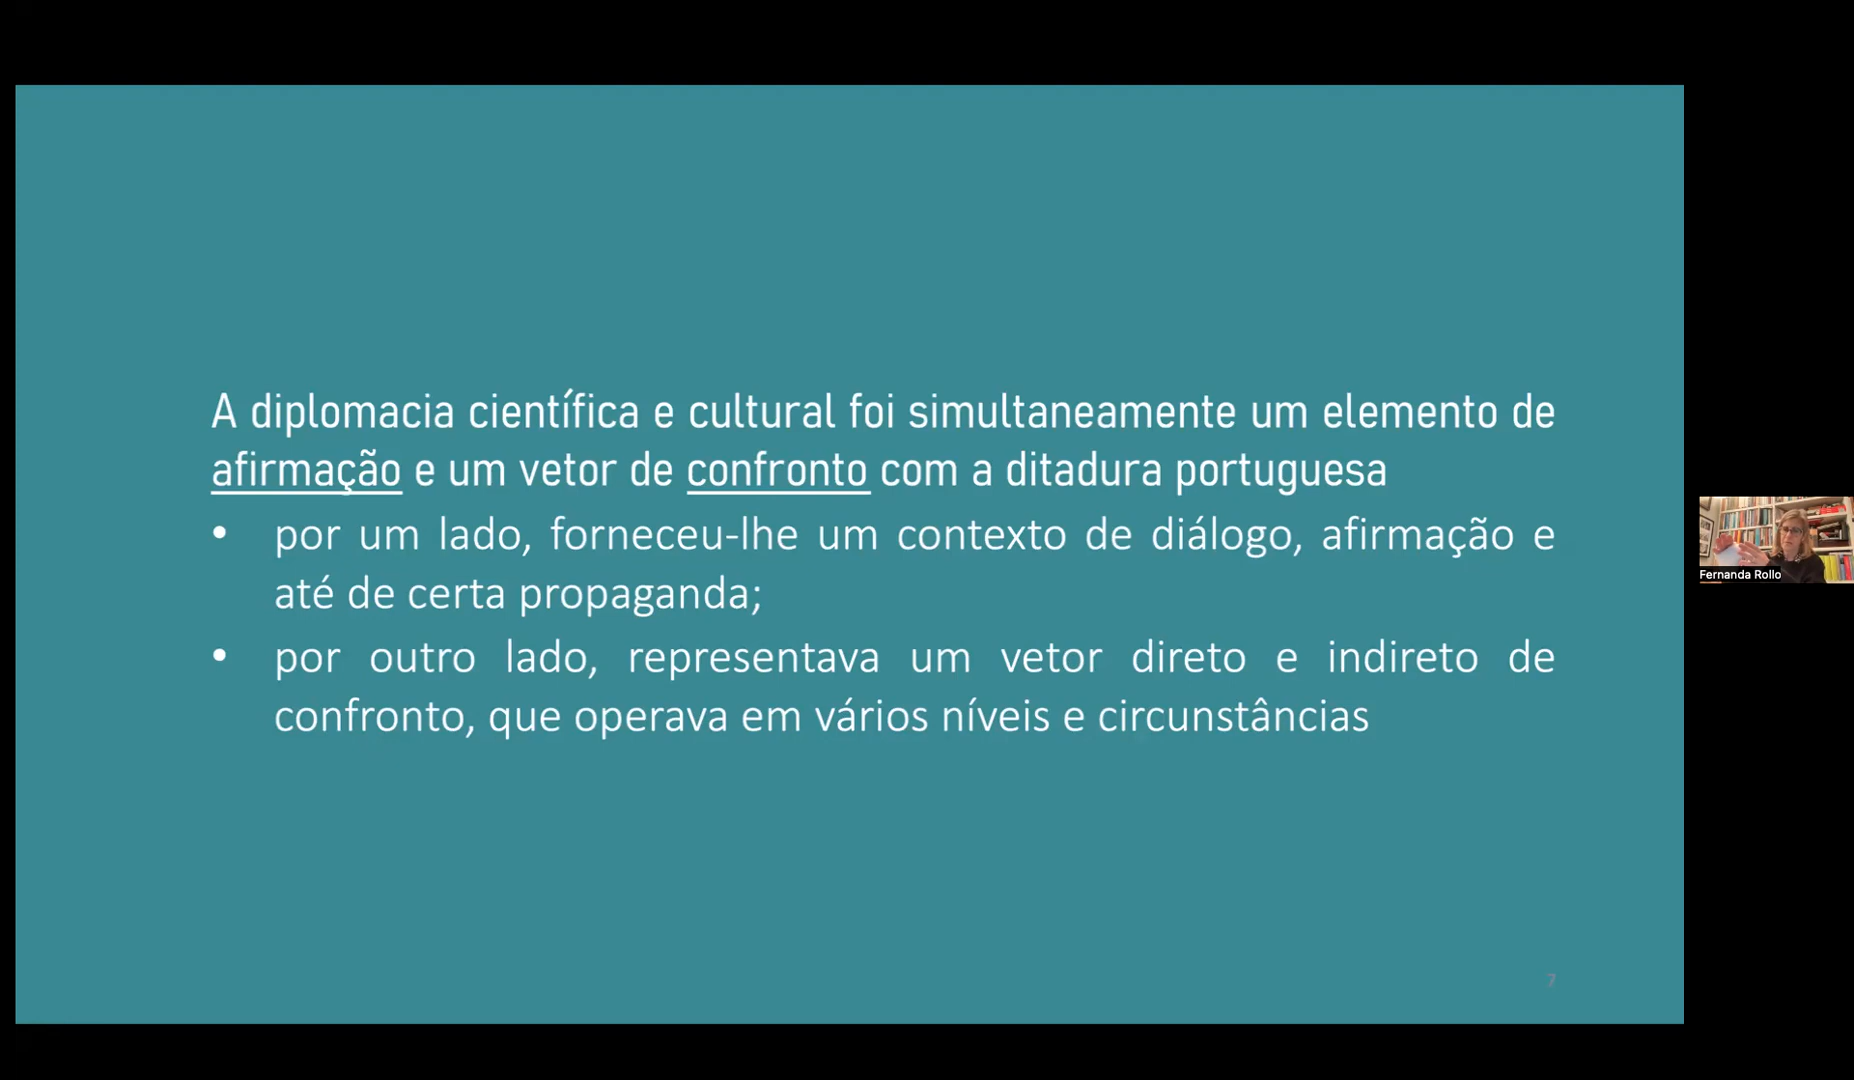 A diplomacia científica e cultural foi simultaneamente um elemento de
afirmação e um vetor de confronto com a ditadura portuguesa
• por um lado, forneceu-lhe um contexto de diálogo, afirmação e
até de certa propaganda;
• por outro lado, representava um vetor direto e indireto de
confronto, que operava em vários níveis e circunstâncias
Fernanda Rollo
7